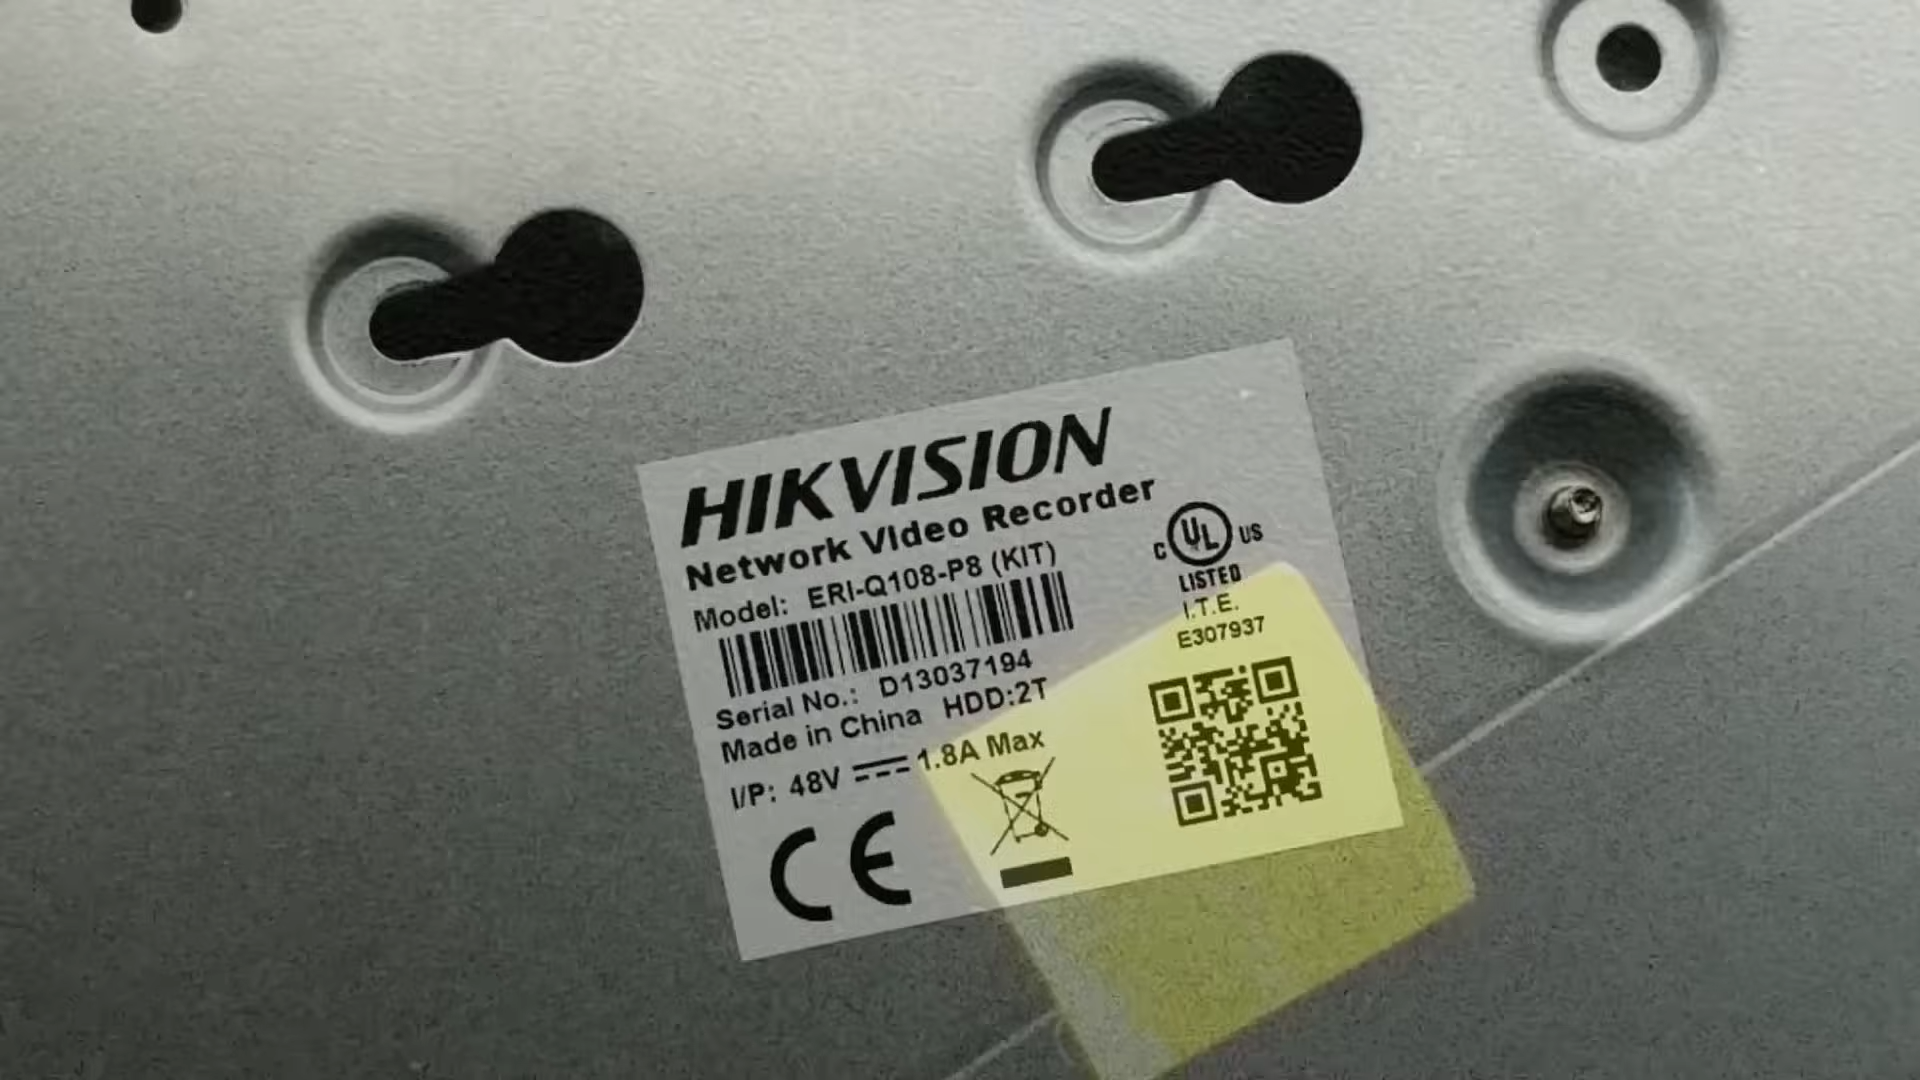 HIKVISION
Network Video Recorder
Model: ERI-Q108-P8 (KIT)
C UL US
LISTED
I.T.E.
E307937
Serial No.: D13037194
Made in China HDD:2T
I/P: 48V 1.8A Max
CE